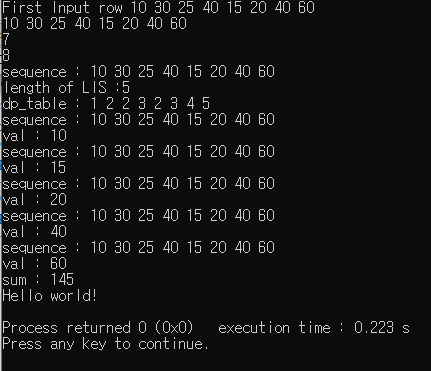 First Input row 10 30 25 40 15 20 40 60
10 30 25 40 15 20 40 60
7
8
sequence : 10 30 25 40 15 20 40 60
length of LIS :5
dp_table : 1 2 2 3 2 3 4 5
sequence : 10 30 25 40 15 20 40 60
val : 10
sequence : 10 30 25 40 15 20 40 60
val : 15
sequence : 10 30 25 40 15 20 40 60
val : 20
sequence : 10 30 25 40 15 20 40 60
val : 40
sequence : 10 30 25 40 15 20 40 60
val : 60
sum : 145
Hello world!
Process returned 0 (0x0)   execution time : 0.223 s
Press any key to continue.